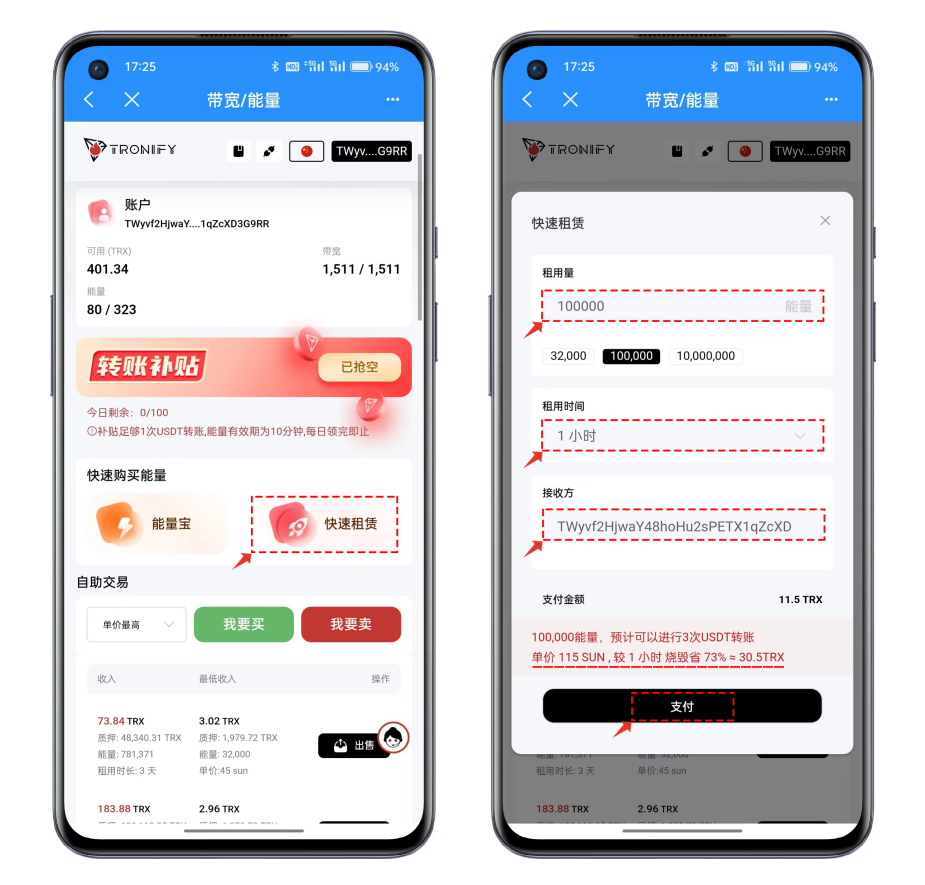 17:25
94%
带宽/能量
TRONIFY
TWyv....G9RR
账户
TWyvf2HjwaY....1qZcXD3G9RR
可用 (TRX)
带宽
401.34
1,511 / 1,511
能量
80 / 323
转账补贴
已抢空
今日剩余：0/100
补贴足够1次USDT转账,能量有效期为10分钟,每日领完即止
快速购买能量
能量宝
快速租赁
自助交易
单价最高
我要买
我要卖
收入
最低收入
操作
73.84 TRX
3.02 TRX
质押: 48,340.31 TRX
质押: 1,979.72 TRX
能量: 781,371
能量: 32,000
租用时长: 3 天
单价:45 sun
出售
183.88 TRX
2.96 TRX
17:25
94%
带宽/能量
TRONIFY
TWyv....G9RR
快速租赁
租用量
100000
能量
32,000
100,000
10,000,000
租用时间
1 小时
接收方
TWyvf2HjwaY48hoHu2sPETX1qZcXD
支付金额
11.5 TRX
100,000能量，预计可以进行3次USDT转账
单价 115 SUN , 较 1 小时 烧毁省 73% ≈ 30.5TRX
支付
租用时长: 3 天
单价:45 sun
183.88 TRX
2.96 TRX